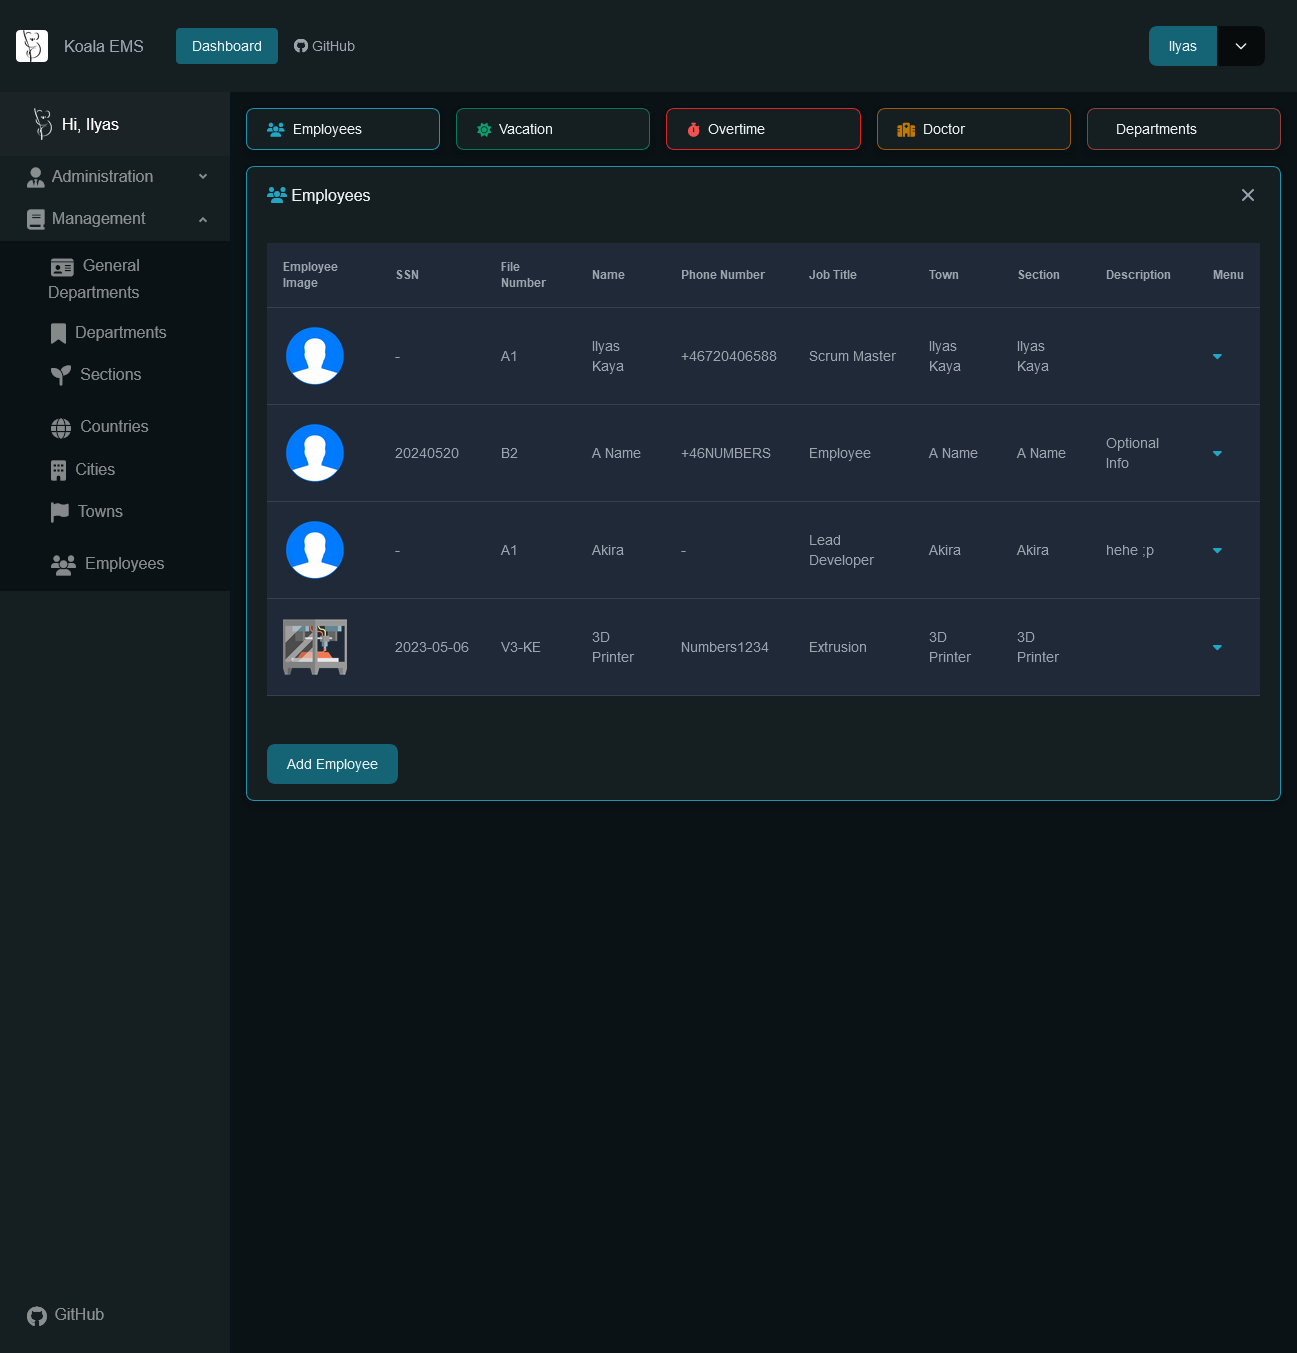 Koala EMS
Dashboard
GitHub
Ilyas
Hi, Ilyas
Administration
Management
General
Departments
Departments
Sections
Countries
Cities
Towns
Employees
GitHub
Employees
Vacation
Overtime
Doctor
Departments
Employees
Employee
Image
SSN
File
Number
Name
Phone Number
Job Title
Town
Section
Description
Menu
-
A1
Ilyas
Kaya
+46720406588
Scrum Master
Ilyas
Kaya
Ilyas
Kaya
20240520
B2
A Name
+46NUMBERS
Employee
A Name
A Name
Optional
Info
-
A1
Akira
-
Lead
Developer
Akira
Akira
hehe ;p
2023-05-06
V3-KE
3D
Printer
Numbers1234
Extrusion
3D
Printer
3D
Printer
Add Employee